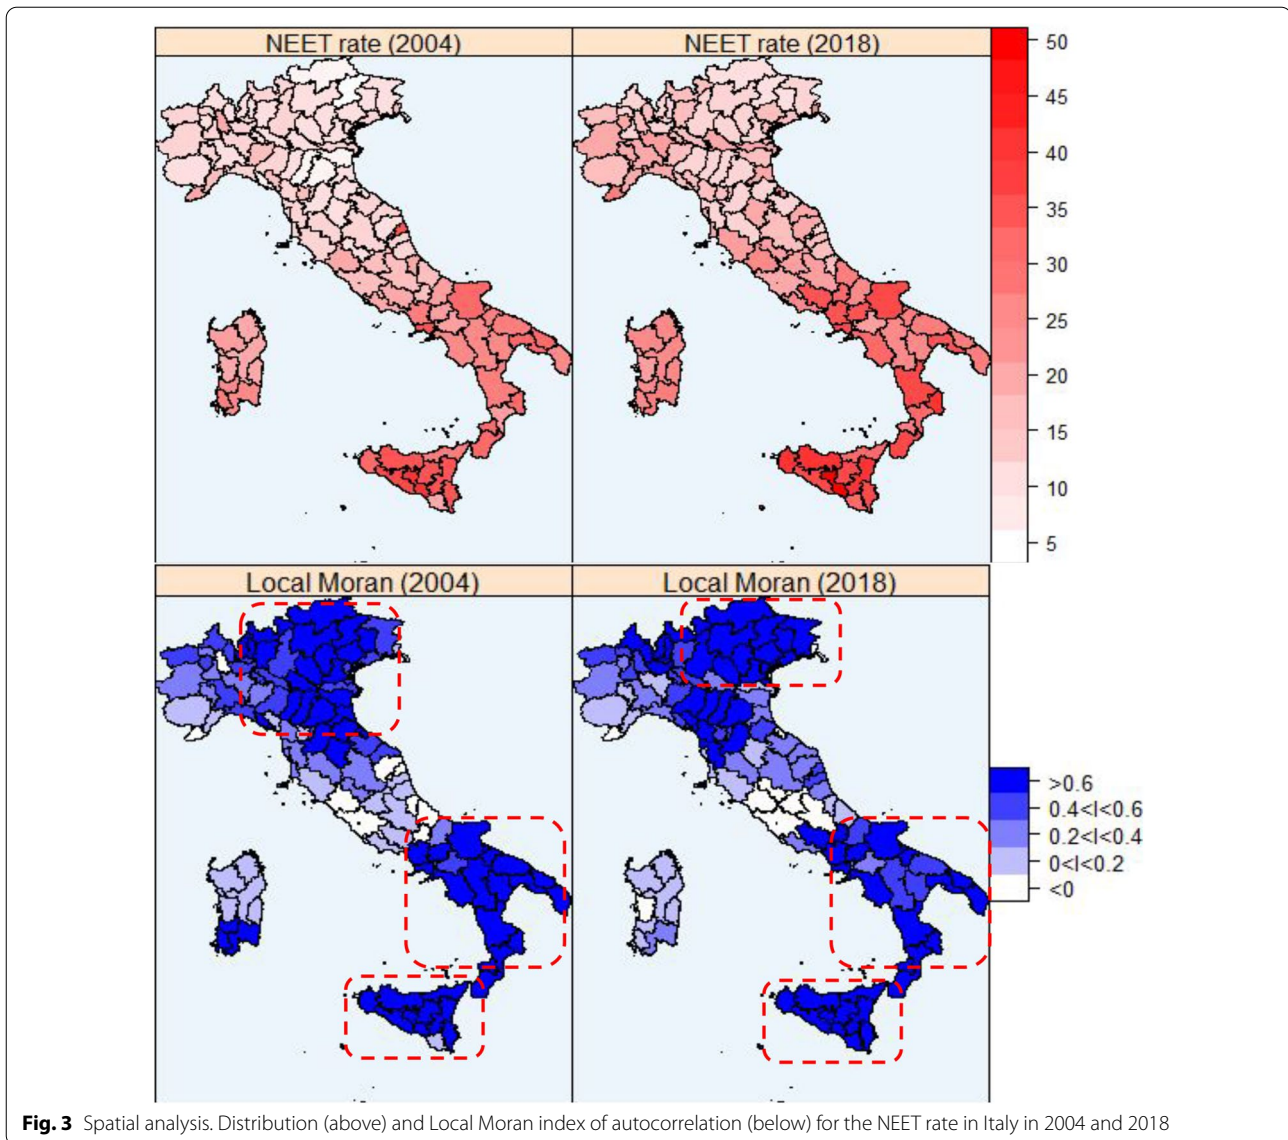 NEET rate (2004)
NEET rate (2018)
50
45
40
35
30
25
20
15
10
5
Local Moran (2004)
Local Moran (2018)
>0.6
0.4<I<0.6
0.2<I<0.4
0<I<0.2
<0
Fig. 3 Spatial analysis. Distribution (above) and Local Moran index of autocorrelation (below) for the NEET rate in Italy in 2004 and 2018